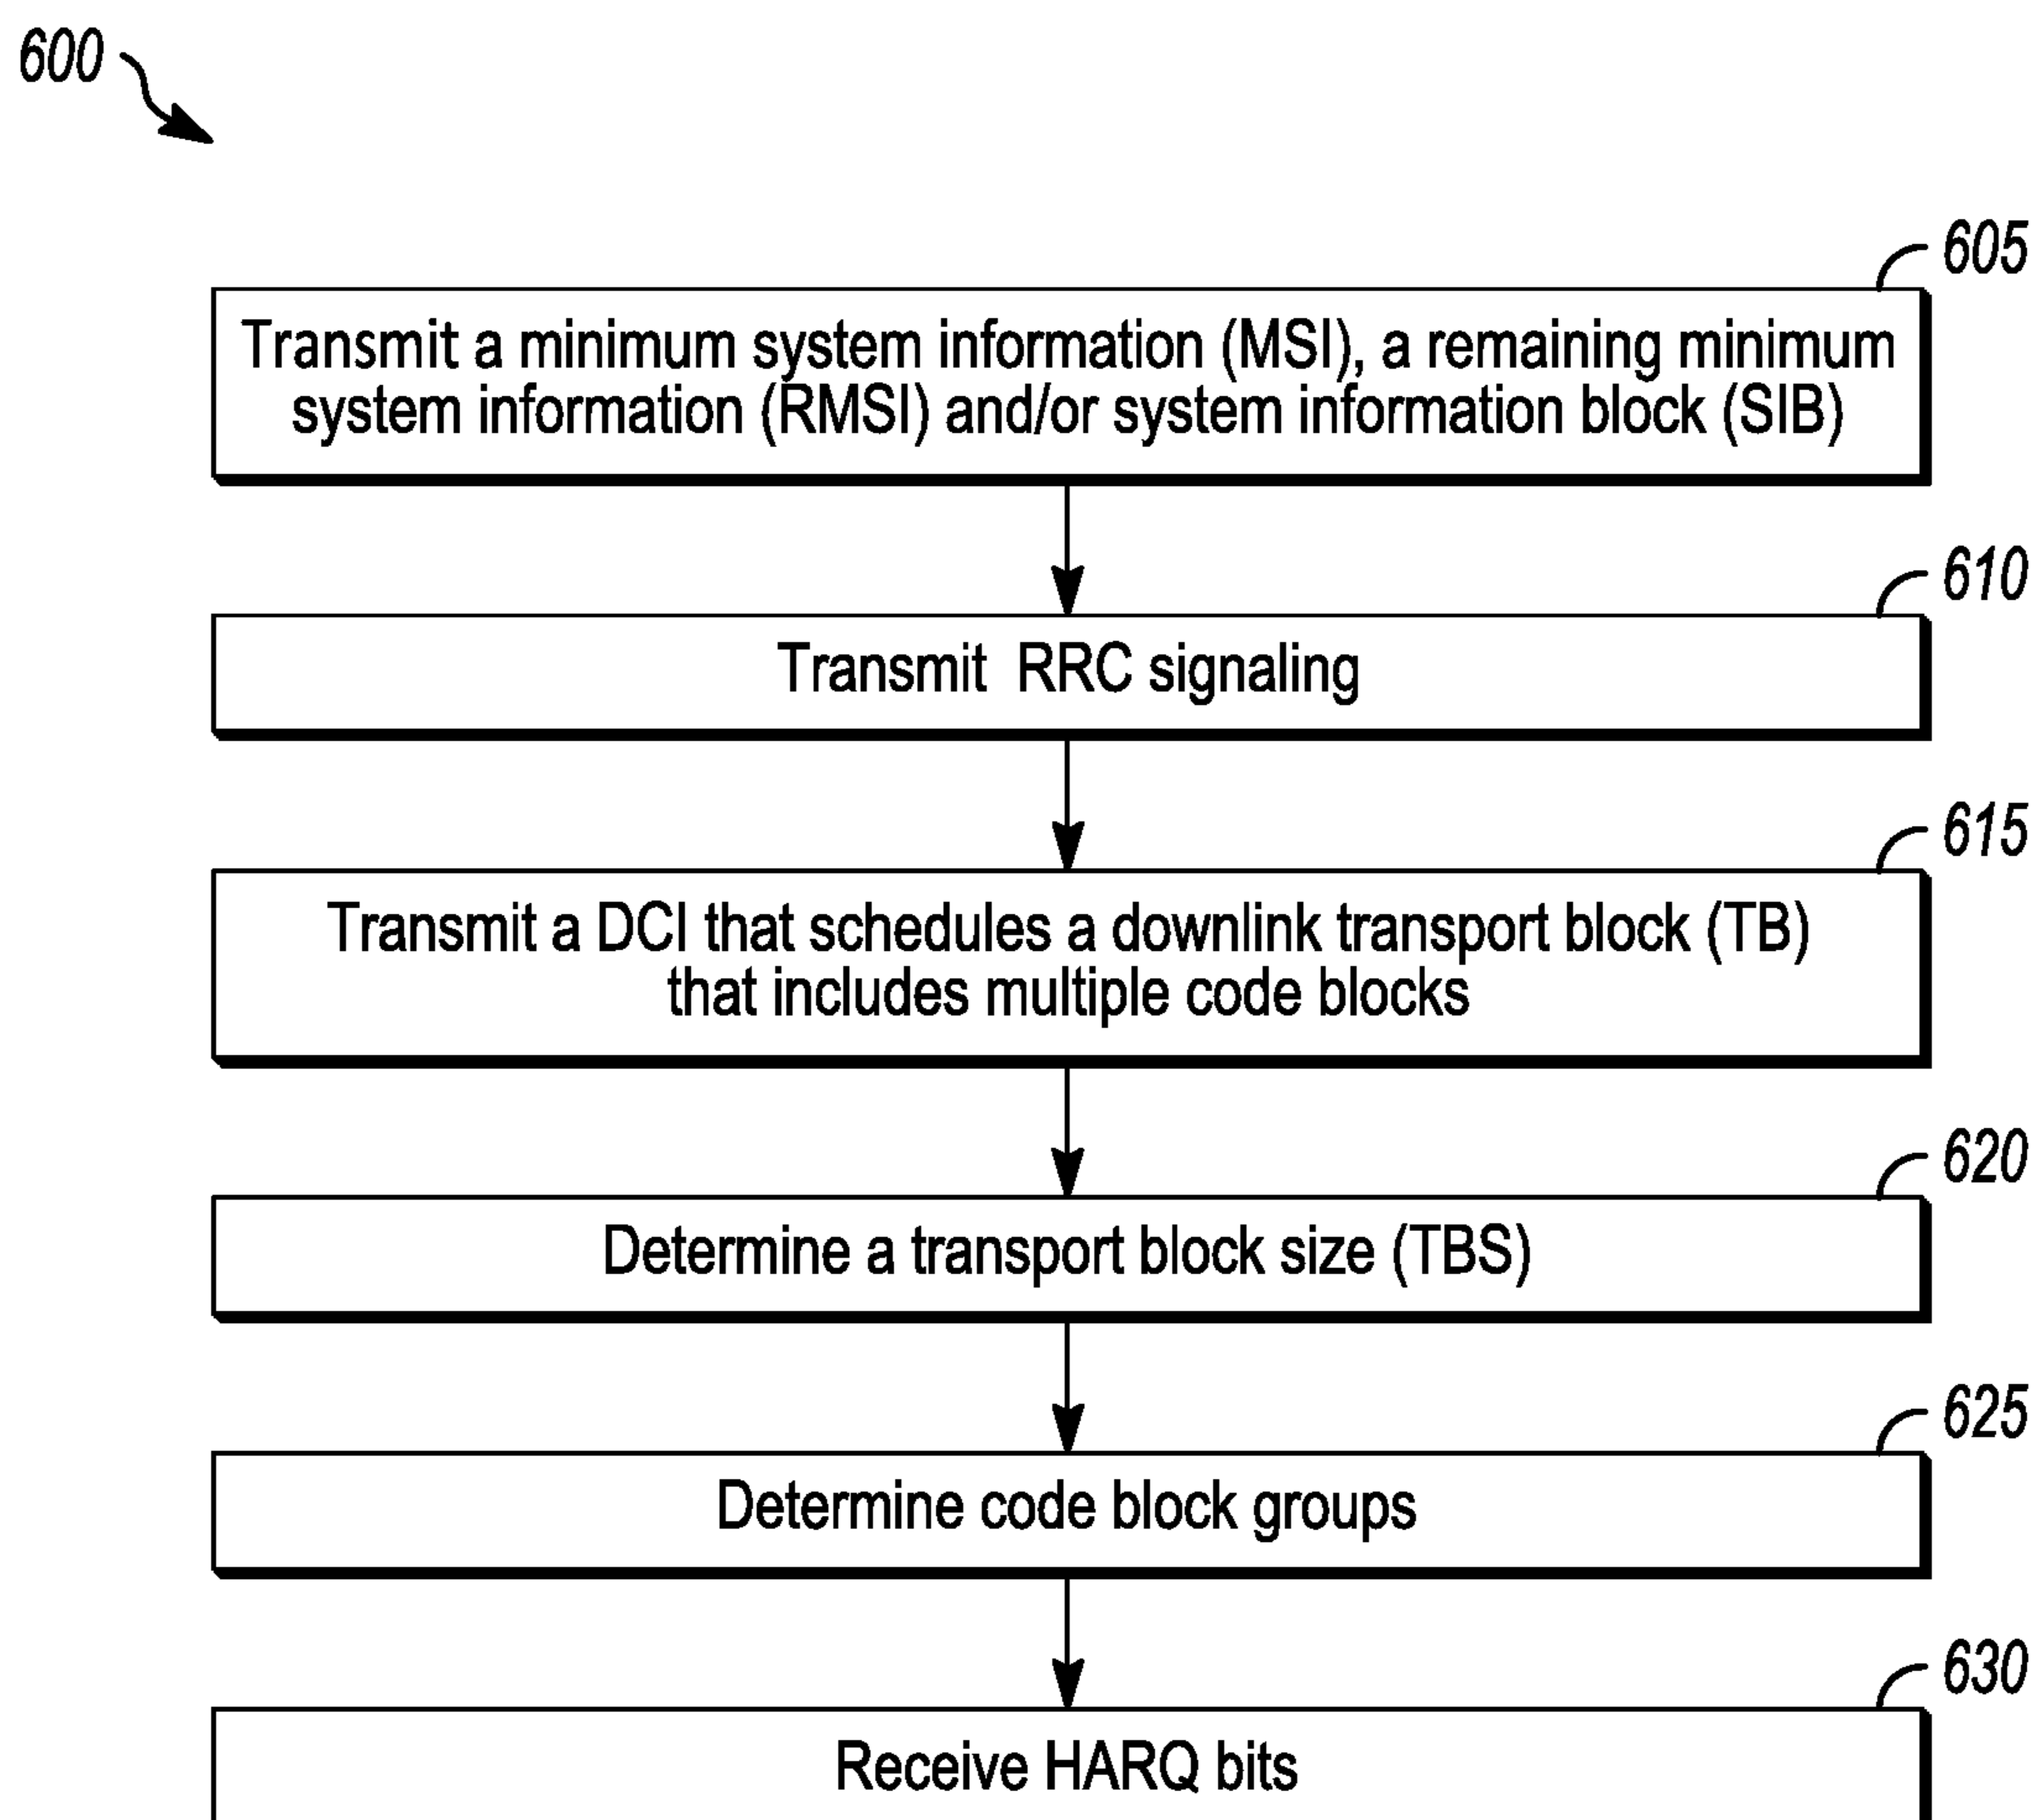 600
605
Transmit a minimum system information (MSI), a remaining minimum
system information (RMSI) and/or system information block (SIB)
610
Transmit RRC signaling
615
Transmit a DCI that schedules a downlink transport block (TB)
that includes multiple code blocks
620
Determine a transport block size (TBS)
625
Determine code block groups
630
Receive HARQ bits